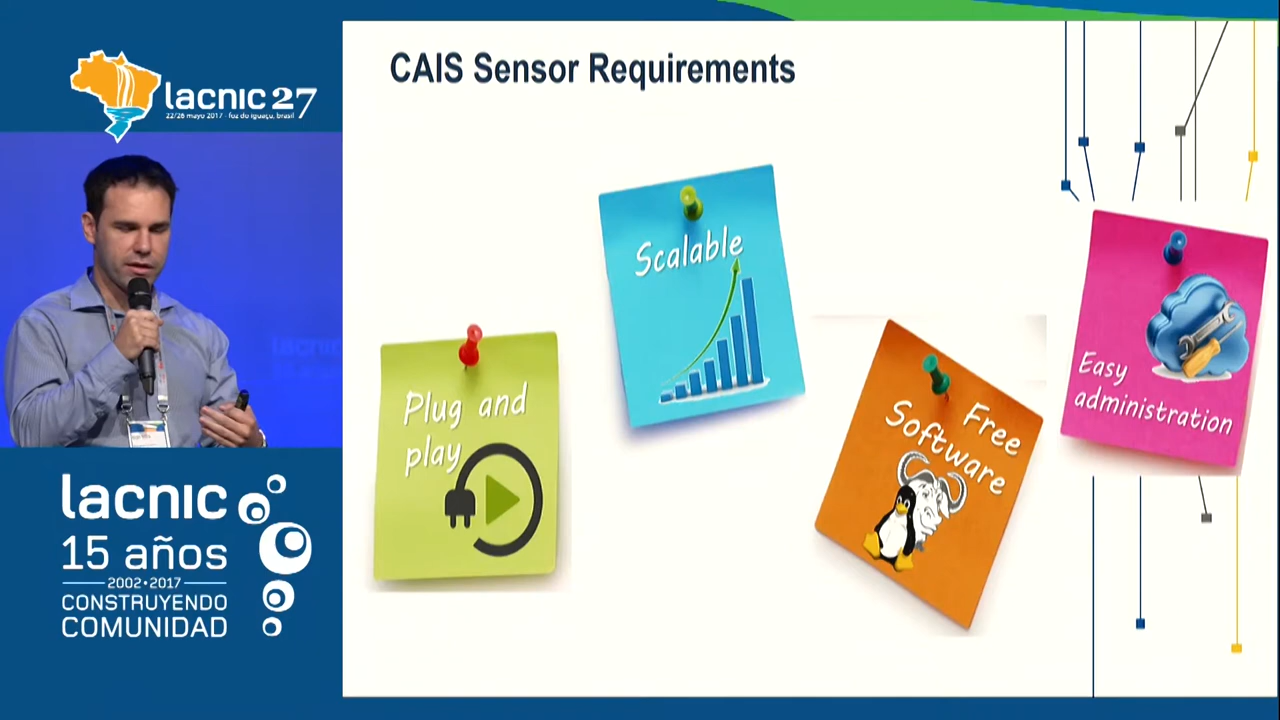 lacnic 27
22/26 mayo 2017 - foz do iguaçu, brasil
lacnic
15 años
2002•2017
CONSTRUYENDO
COMUNIDAD
CAIS Sensor Requirements
Plug and
play
Scalable
Free
Software
Easy
administration